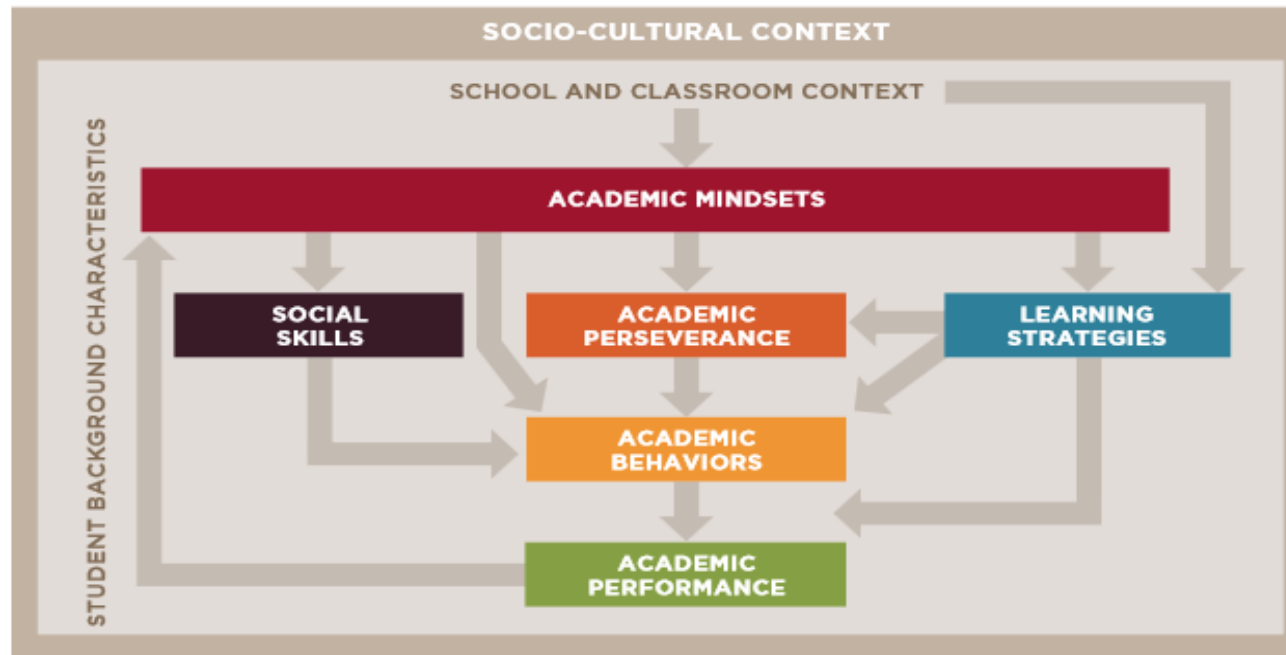 SOCIO-CULTURAL CONTEXT
SCHOOL AND CLASSROOM CONTEXT
STUDENT BACKGROUND CHARACTERISTICS
ACADEMIC MINDSETS
SOCIAL
SKILLS
ACADEMIC
PERSEVERANCE
LEARNING
STRATEGIES
ACADEMIC
BEHAVIORS
ACADEMIC
PERFORMANCE